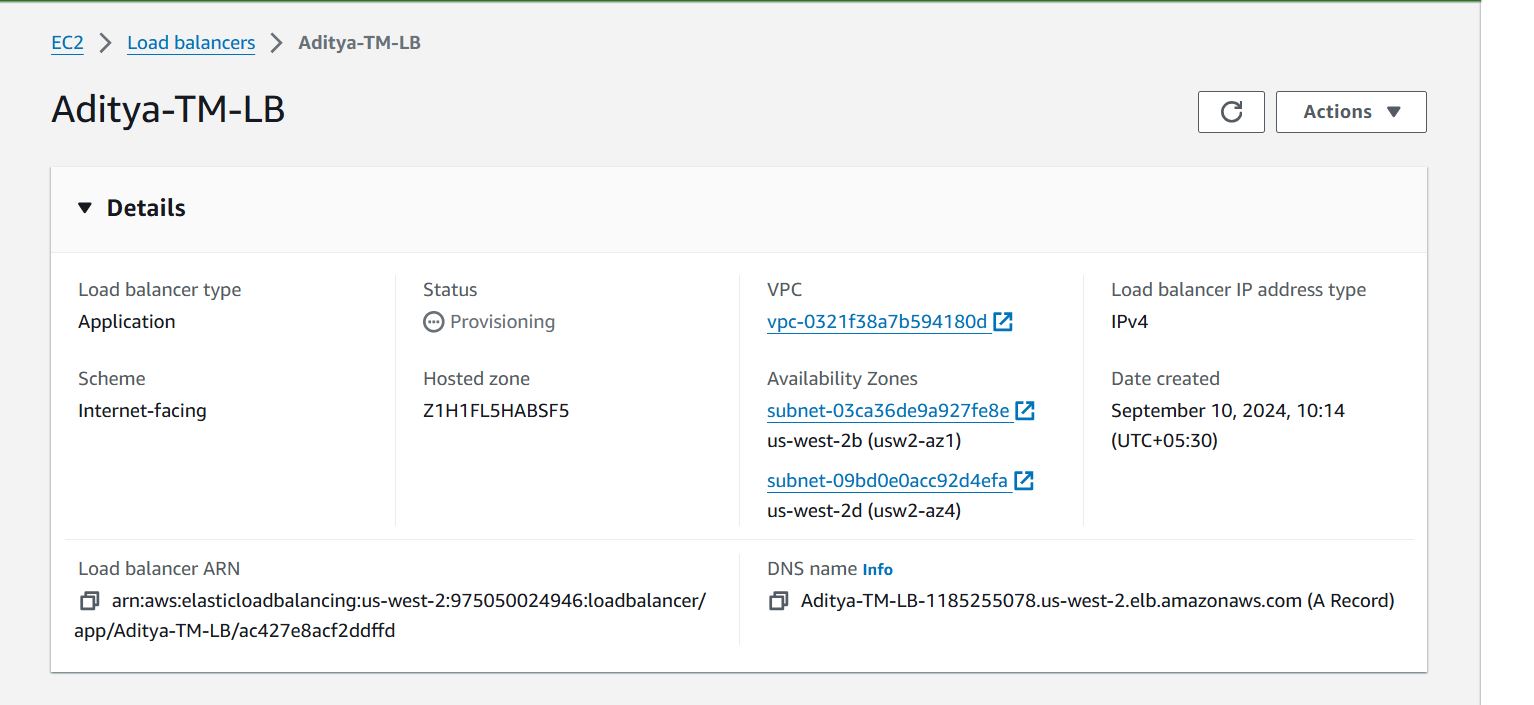 EC2 > Load balancers > Aditya-TM-LB
Aditya-TM-LB
Actions
Details
Load balancer type
Application
Status
Provisioning
VPC
vpc-0321f38a7b594180d
Load balancer IP address type
IPv4
Scheme
Internet-facing
Hosted zone
Z1H1FL5HABSF5
Availability Zones
subnet-03ca36de9a927fe8e
us-west-2b (usw2-az1)
subnet-09bd0e0acc92d4efa
us-west-2d (usw2-az4)
Date created
September 10, 2024, 10:14
(UTC+05:30)
Load balancer ARN
arn:aws:elasticloadbalancing:us-west-2:975050024946:loadbalancer/
app/Aditya-TM-LB/ac427e8acf2ddffd
DNS name Info
Aditya-TM-LB-1185255078.us-west-2.elb.amazonaws.com (A Record)